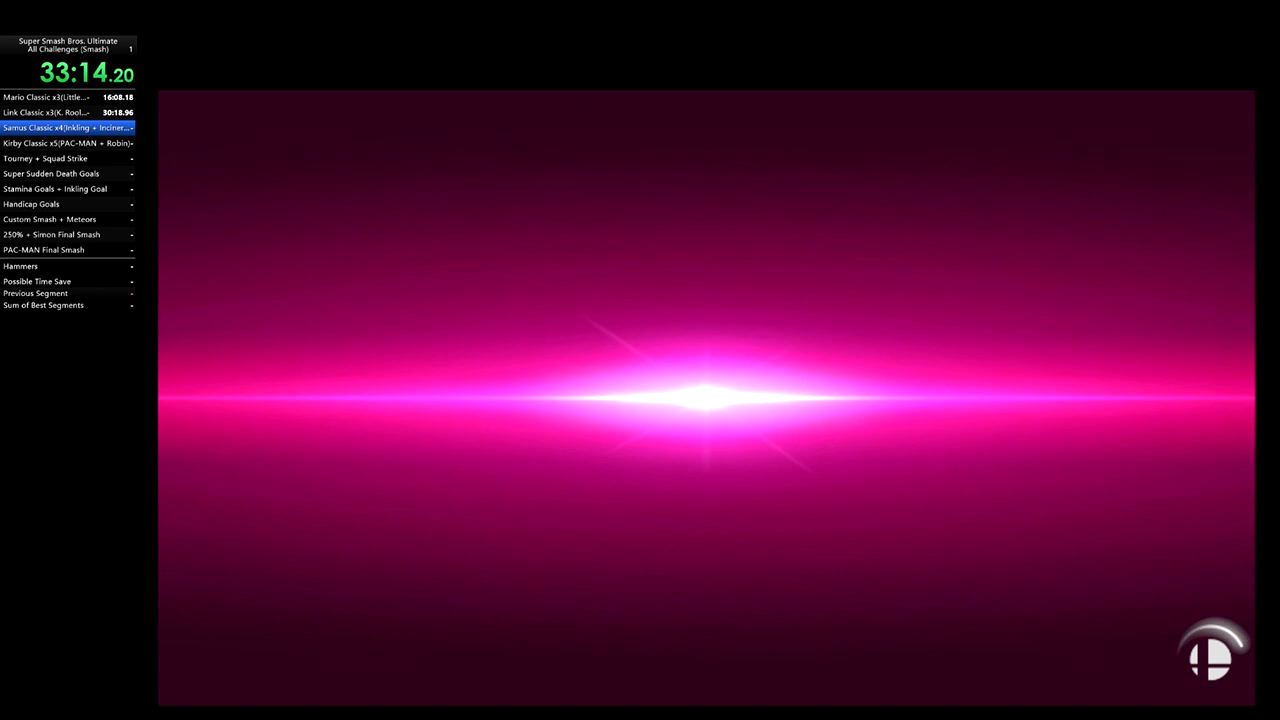 Super Smash Bros. Ultimate
All Challenges (Smash) 1
33:14.20
Mario Classic x3(Little... - 16:08.18
Link Classic x3(K. Rool... - 30:18.96
Samus Classic x4(Inkling + Inciner... -
Kirby Classic x5(PAC-MAN + Robin) -
Tourney + Squad Strike -
Super Sudden Death Goals -
Stamina Goals + Inkling Goal -
Handicap Goals -
Custom Smash + Meteors -
250% + Simon Final Smash -
PAC-MAN Final Smash -
Hammers -
Possible Time Save -
Previous Segment -
Sum of Best Segments -